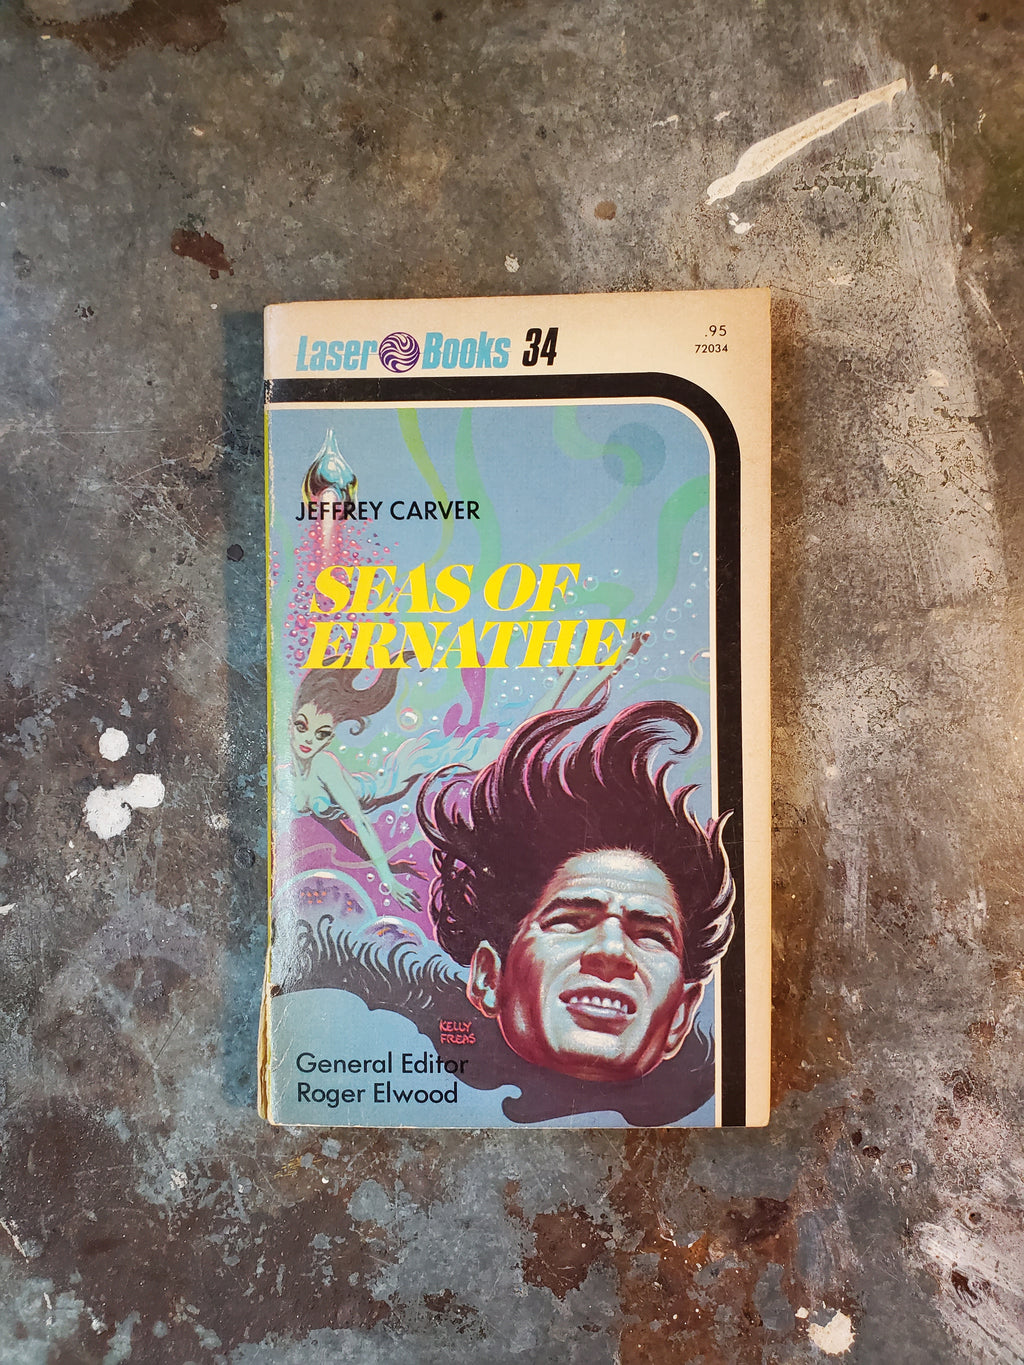 Laser Books 34
.95
72034
JEFFREY CARVER
SEAS OF
ERNATHE
KELLY
FREAS
General Editor
Roger Elwood